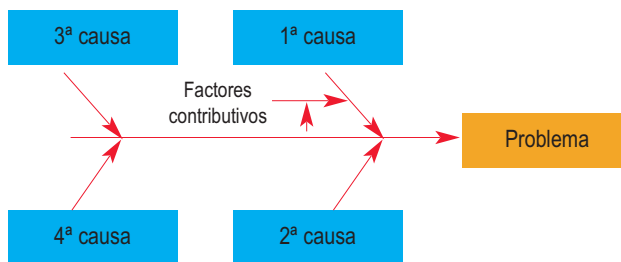 3ª causa
1ª causa
Factores
contributivos
Problema
4ª causa
2ª causa